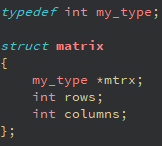 typedef int my_type;
struct matrix
{
my_type *mtrx;
int rows;
int columns;
};